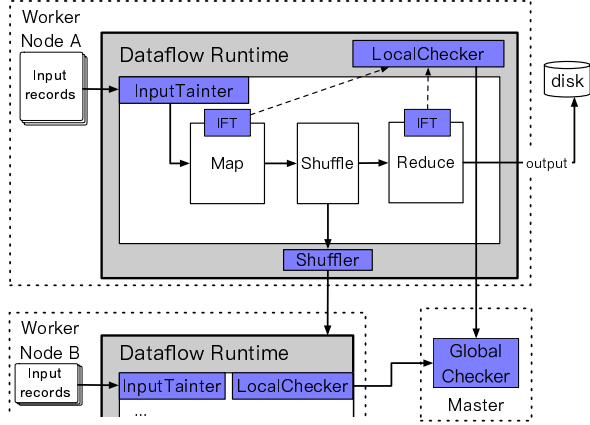 Worker
Node A
Input
records
Dataflow Runtime
LocalChecker
InputTainter
IFT
IFT
Map
Shuffle
Reduce
output
disk
Shuffler
Worker
Node B
Input
records
Dataflow Runtime
InputTainter
LocalChecker
...
Global
Checker
Master